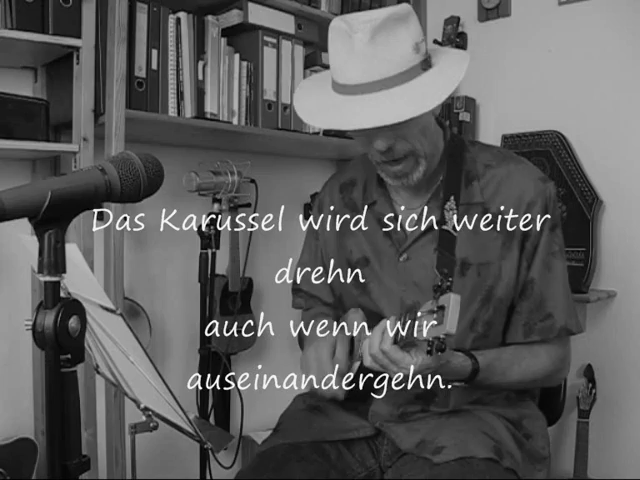 Das Karussel wird sich weiter
drehn
auch wenn wir
auseinandergehn.